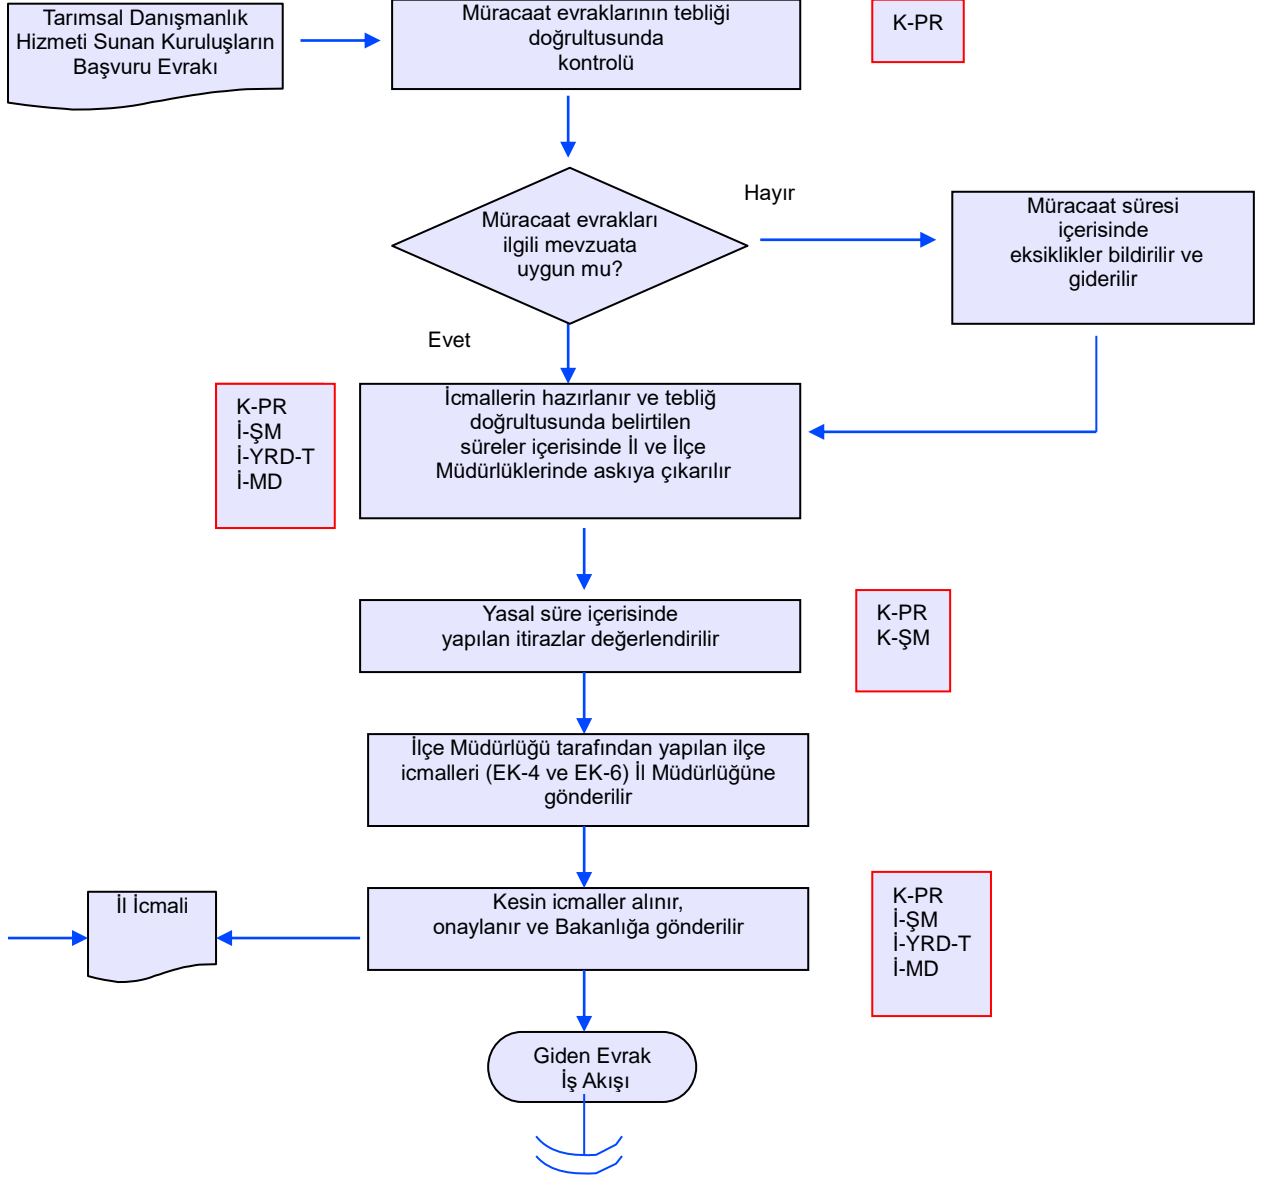 Tarımsal Danışmanlık
Hizmeti Sunan Kuruluşların
Başvuru Evrakı
Müracaat evraklarının tebliği
doğrultusunda
kontrolü
K-PR
Müracaat evrakları
ilgili mevzuata
uygun mu?
Hayır
Müracaat süresi
içerisinde
eksiklikler bildirilir ve
giderilir
Evet
K-PR
İ-ŞM
İ-YRD-T
İ-MD
İcmallerin hazırlanır ve tebliğ
doğrultusunda belirtilen
süreler içerisinde İl ve İlçe
Müdürlüklerinde askıya çıkarılır
Yasal süre içerisinde
yapılan itirazlar değerlendirilir
K-PR
K-ŞM
İlçe Müdürlüğü tarafından yapılan ilçe
icmalleri (EK-4 ve EK-6) İl Müdürlüğüne
gönderilir
İl İcmali
Kesin icmaller alınır,
onaylanır ve Bakanlığa gönderilir
K-PR
İ-ŞM
İ-YRD-T
İ-MD
Giden Evrak
İş Akışı